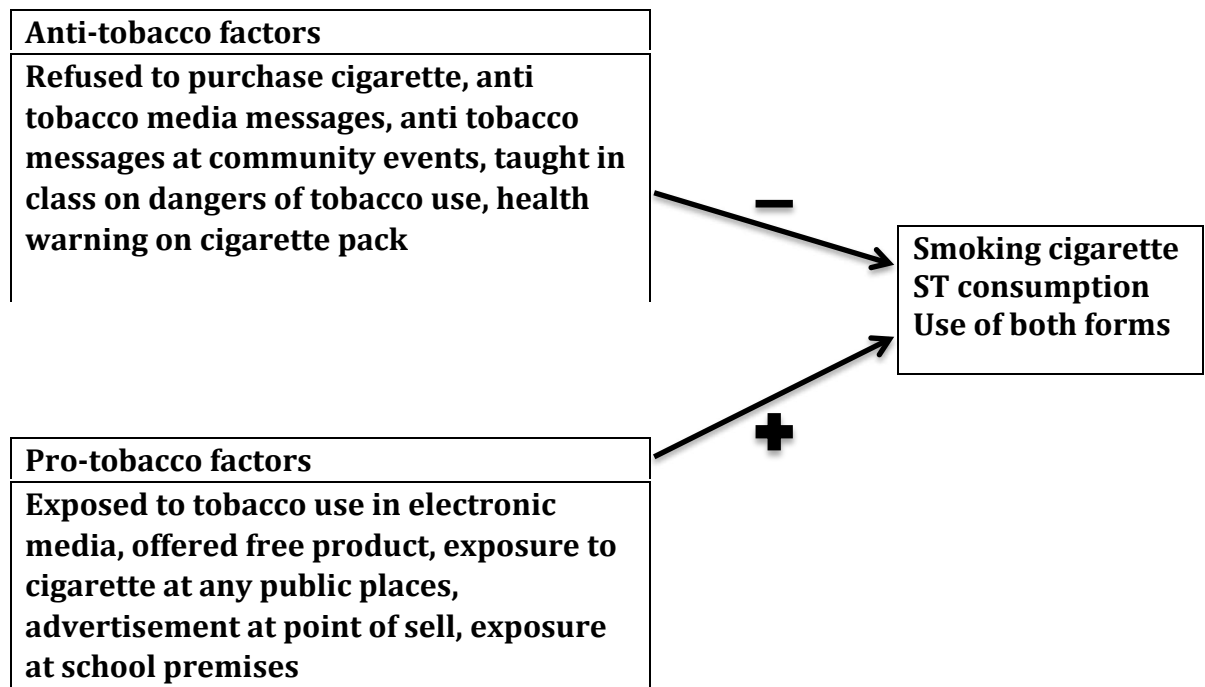 Anti-tobacco factors
Refused to purchase cigarette, anti
tobacco media messages, anti tobacco
messages at community events, taught in
class on dangers of tobacco use, health
warning on cigarette pack
−
Smoking cigarette
ST consumption
Use of both forms
+
Pro-tobacco factors
Exposed to tobacco use in electronic
media, offered free product, exposure to
cigarette at any public places,
advertisement at point of sell, exposure
at school premises